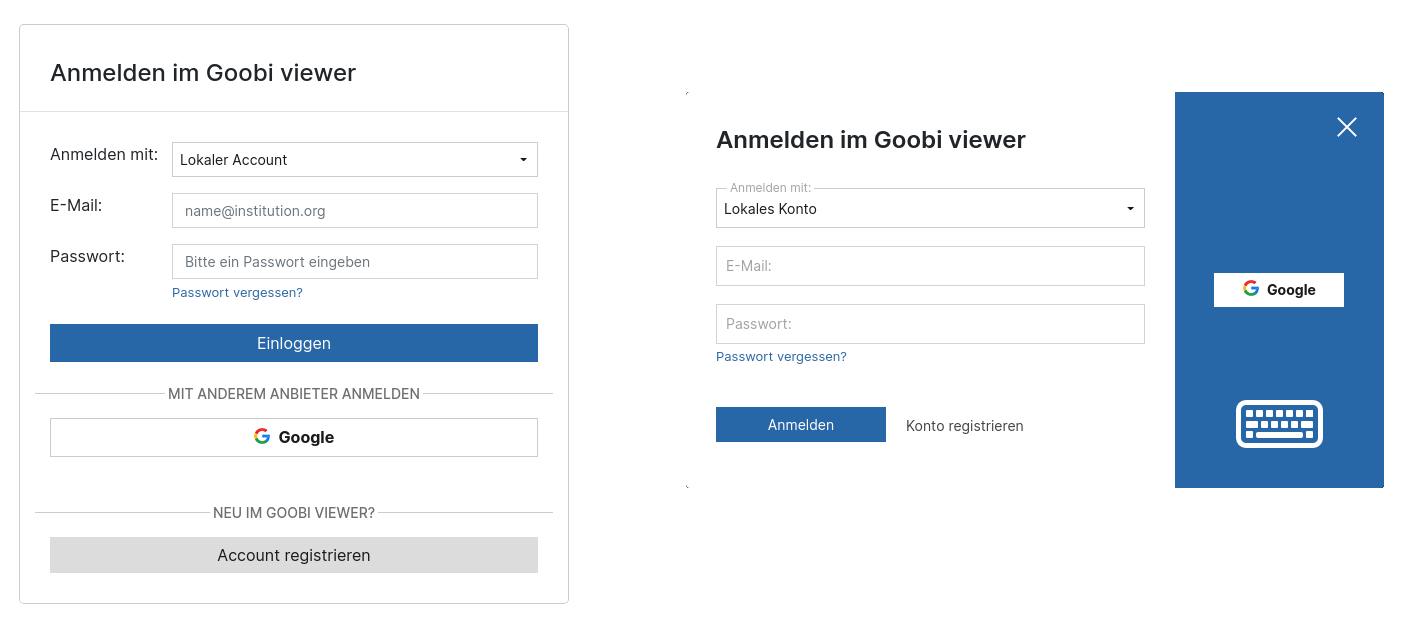 Anmelden im Goobi viewer
Anmelden mit: Lokaler Account
E-Mail: name@institution.org
Passwort: Bitte ein Passwort eingeben
Passwort vergessen?
Einloggen
MIT ANDEREM ANBIETER ANMELDEN
Google
NEU IM GOOBI VIEWER?
Account registrieren
Anmelden im Goobi viewer
Anmelden mit:
Lokales Konto
E-Mail:
Passwort:
Passwort vergessen?
Anmelden Konto registrieren
Google